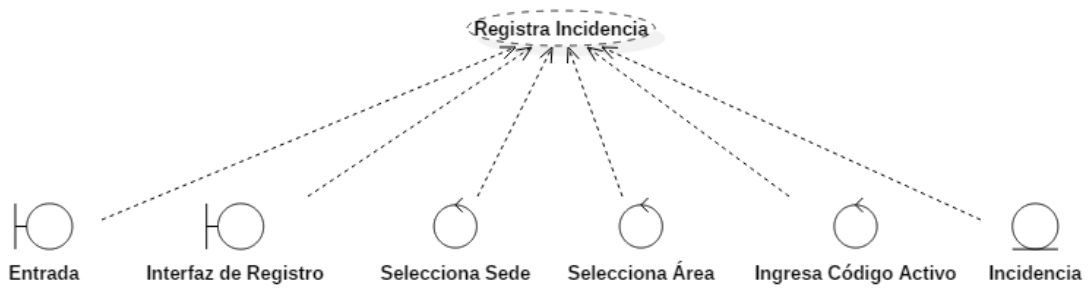 Registra Incidencia
Entrada
Interfaz de Registro
Selecciona Sede
Selecciona Área
Ingresa Código Activo
Incidencia